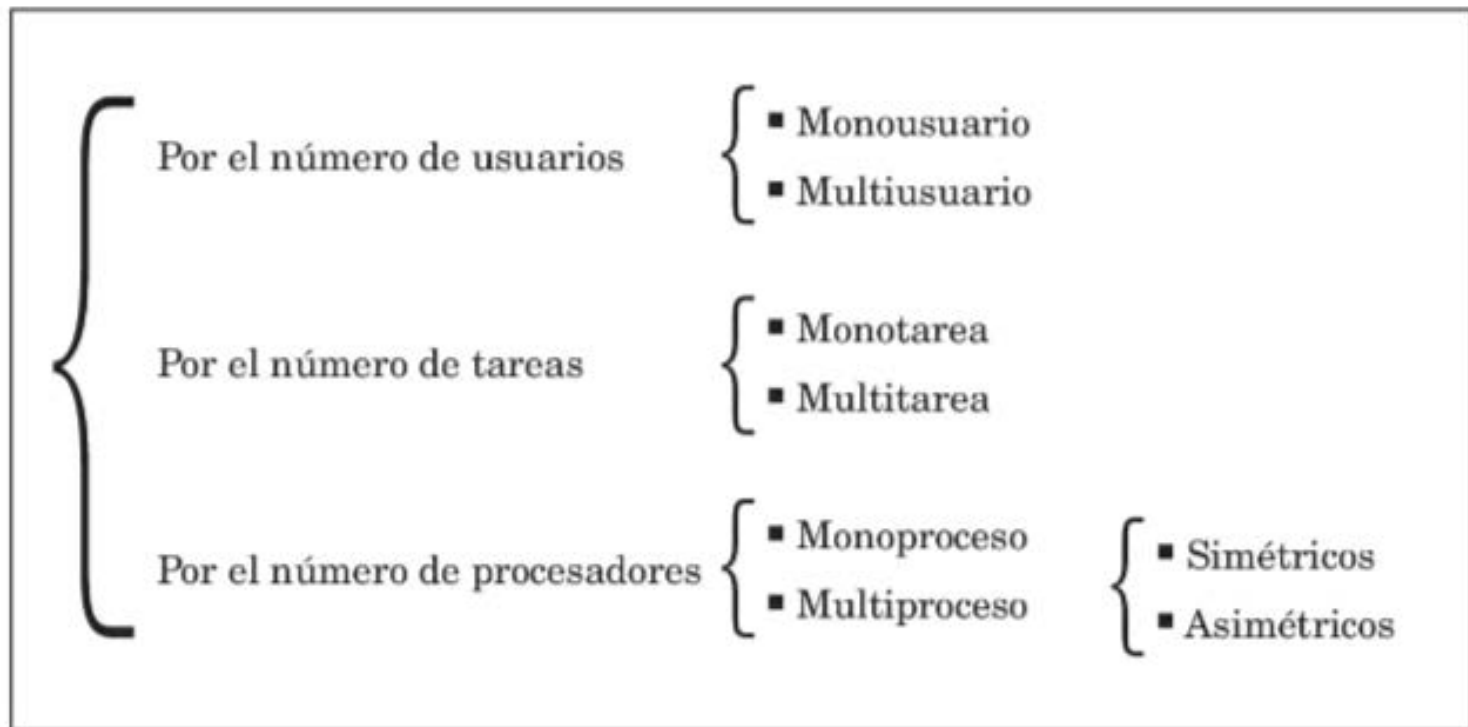 Por el número de usuarios
▪ Monousuario
▪ Multiusuario
Por el número de tareas
▪ Monotarea
▪ Multitarea
Por el número de procesadores
▪ Monoproceso
▪ Multiproceso
▪ Simétricos
▪ Asimétricos